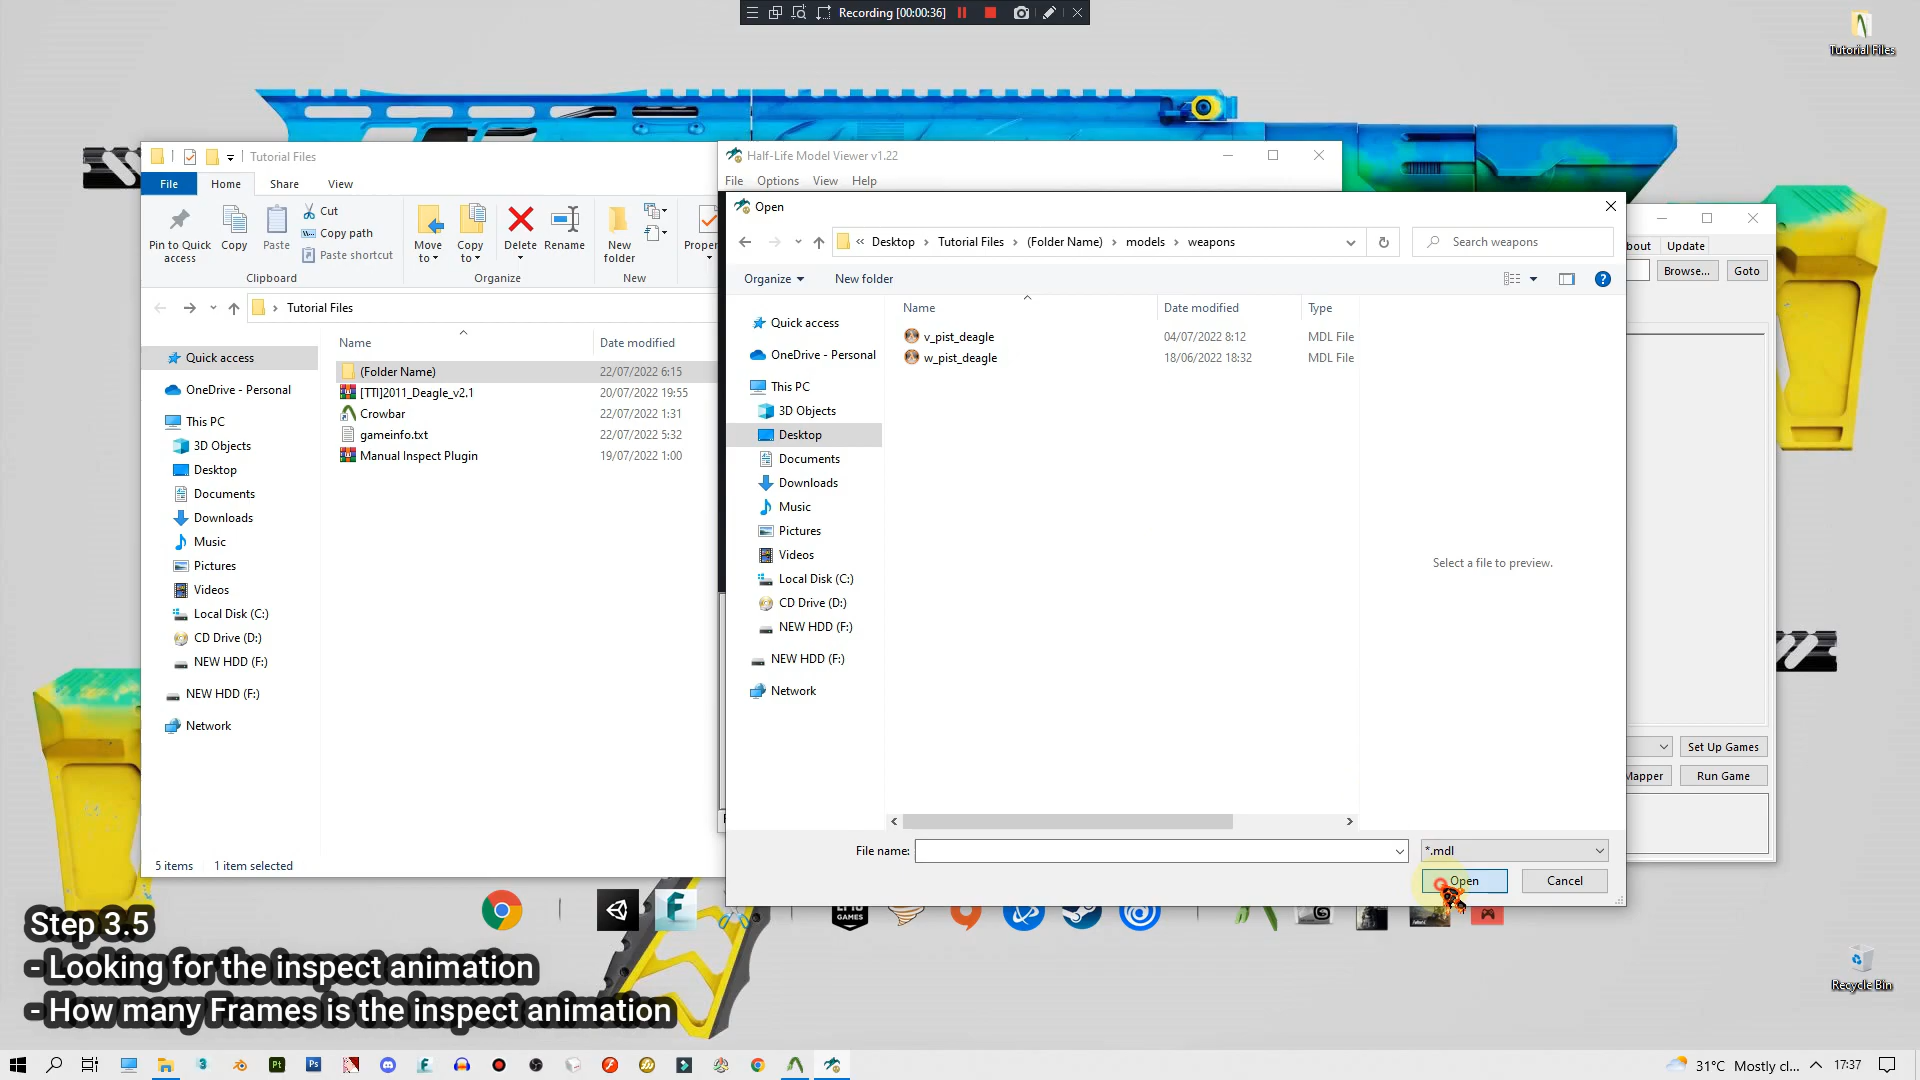 Recording [00:00:36]
Tutorial Files
Tutorial Files
File Home Share View
Pin to Quick access
Copy
Paste
Cut
Copy path
Paste shortcut
Clipboard
Move to
Copy to
Delete
Rename
Organize
New folder
New
Proper
Tutorial Files
Name Date modified
Quick access
OneDrive - Personal
This PC
3D Objects
Desktop
Documents
Downloads
Music
Pictures
Videos
Local Disk (C:)
CD Drive (D:)
NEW HDD (F:)
NEW HDD (F:)
Network
(Folder Name) 22/07/2022 6:15
[TTI]2011_Deagle_v2.1 20/07/2022 19:55
Crowbar 22/07/2022 1:31
gameinfo.txt 22/07/2022 5:32
Manual Inspect Plugin 19/07/2022 1:00
5 items 1 item selected
Half-Life Model Viewer v1.22
File Options View Help
Open
« Desktop › Tutorial Files › (Folder Name) › models › weapons
Search weapons
Organize New folder
Quick access
OneDrive - Personal
This PC
3D Objects
Desktop
Documents
Downloads
Music
Pictures
Videos
Local Disk (C:)
CD Drive (D:)
NEW HDD (F:)
NEW HDD (F:)
Network
Name Date modified Type
v_pist_deagle 04/07/2022 8:12 MDL File
w_pist_deagle 18/06/2022 18:32 MDL File
Select a file to preview.
File name: *.mdl
Open Cancel
bout Update
Browse... Goto
Set Up Games
Mapper Run Game
GAMES
Step 3.5
- Looking for the inspect animation
- How many Frames is the inspect animation
Recycle Bin
Pt
Ps
31°C Mostly cl... 17:37